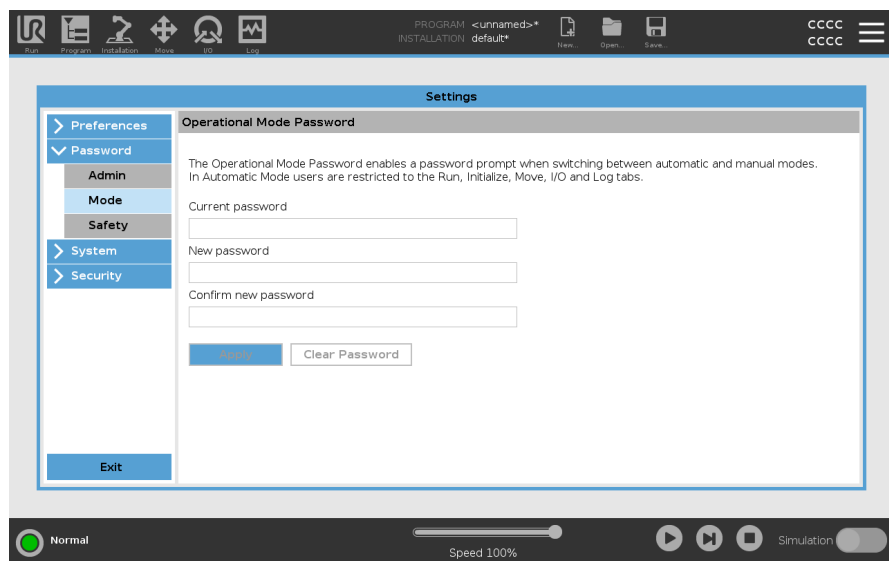 PROGRAM <unnamed>*
INSTALLATION default*
Run Program Installation Move I/O Log New... Open... Save...
CCCC
CCCC
Settings
Preferences
Password
Admin
Mode
Safety
System
Security
Exit
Operational Mode Password
The Operational Mode Password enables a password prompt when switching between automatic and manual modes.
In Automatic Mode users are restricted to the Run, Initialize, Move, I/O and Log tabs.
Current password
New password
Confirm new password
Apply Clear Password
Normal
Speed 100%
Simulation